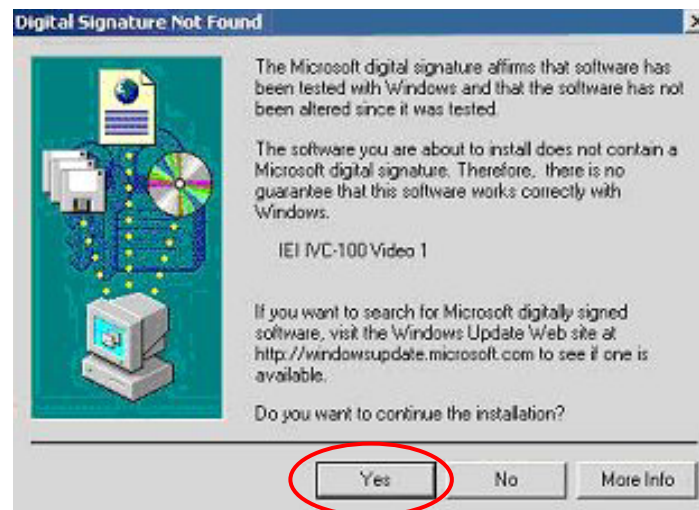 Digital Signature Not Found
The Microsoft digital signature affirms that software has
been tested with Windows and that the software has not
been altered since it was tested.
The software you are about to install does not contain a
Microsoft digital signature. Therefore, there is no
guarantee that this software works correctly with
Windows.
IEI IVC-100 Video 1
If you want to search for Microsoft digitally signed
software, visit the Windows Update Web site at
http://windowsupdate.microsoft.com to see if one is
available.
Do you want to continue the installation?
Yes No More Info